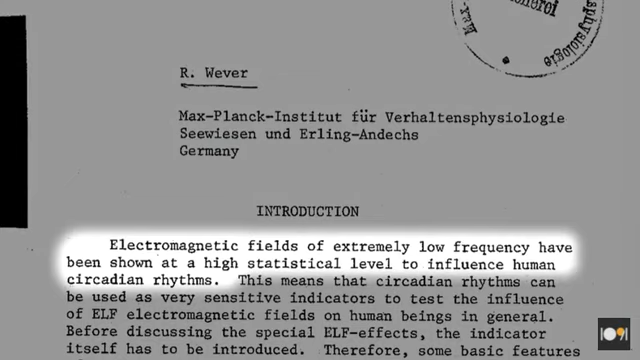 R. Wever
Max-Planck-Institut für Verhaltensphysiologie
Seewiesen und Erling-Andechs
Germany
INTRODUCTION
Electromagnetic fields of extremely low frequency have
been shown at a high statistical level to influence human
circadian rhythms. This means that circadian rhythms can
be used as very sensitive indicators to test the influence
of ELF electromagnetic fields on human beings in general.
Before discussing the special ELF-effects, the indicator
itself has to be introduced. Therefore, some basic features